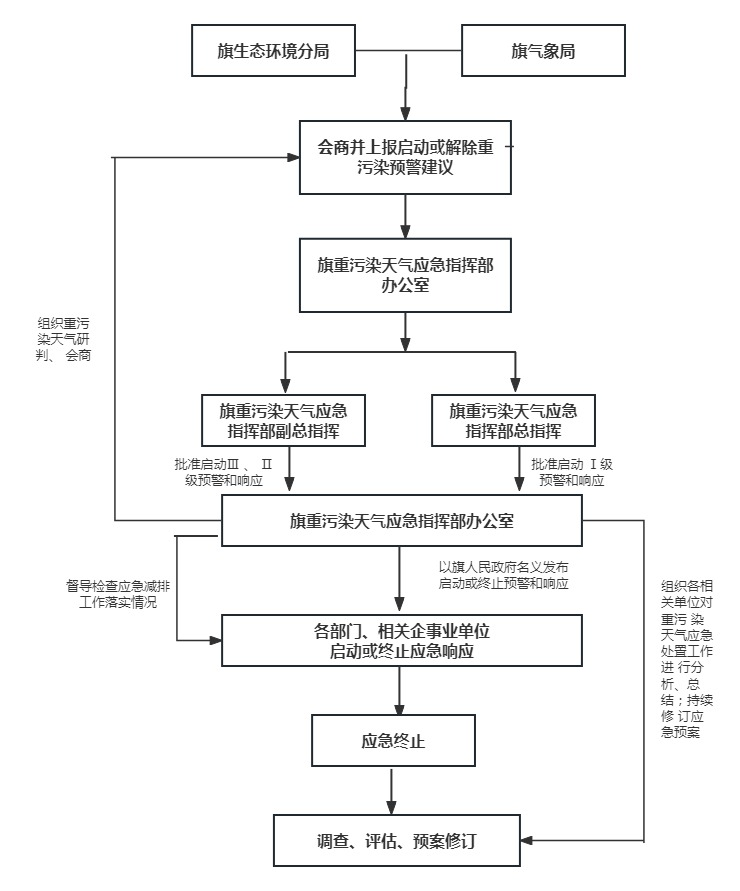 旗生态环境分局
旗气象局
会商并上报启动或解除重
污染预警建议
旗重污染天气应急指挥部
办公室
组织重污
染天气研
判、 会商
旗重污染天气应急
指挥部副总指挥
旗重污染天气应急
指挥部总指挥
批准启动Ⅲ 、 Ⅱ
级预警和响应
批准启动 Ⅰ级
预警和响应
旗重污染天气应急指挥部办公室
督导检查应急减排
工作落实情况
以旗人民政府名义发布
启动或终止预警和响应
组织各相
关单位对
重污 染
天气应急
处置工作
进 行分
析、总
结；持续
修 订应
急预案
各部门、相关企事业单位
启动或终止应急响应
应急终止
调查、评估、预案修订